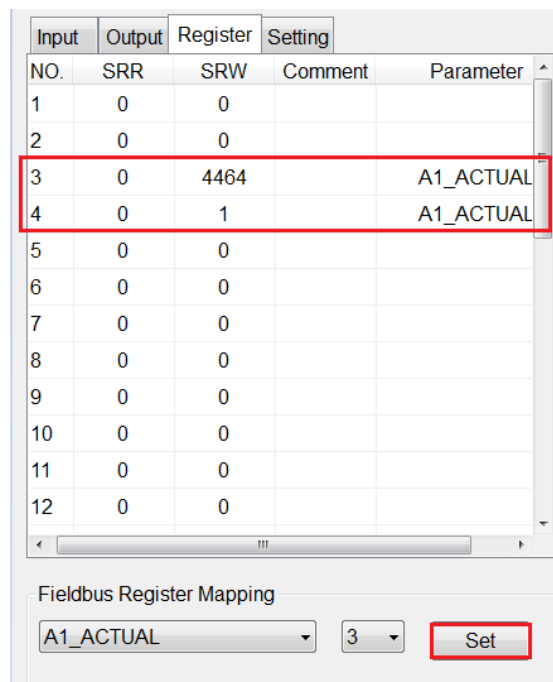 Input Output Register Setting
NO. SRR SRW Comment Parameter
1 0 0
2 0 0
3 0 4464 A1_ACTUAL
4 0 1 A1_ACTUAL
5 0 0
6 0 0
7 0 0
8 0 0
9 0 0
10 0 0
11 0 0
12 0 0
Fieldbus Register Mapping
A1_ACTUAL 3 Set